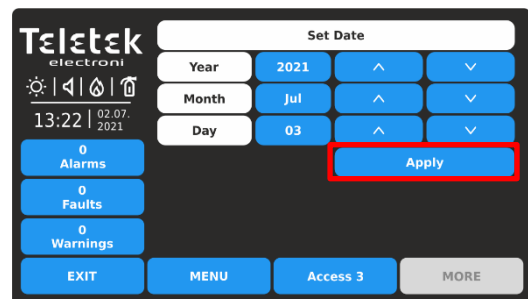 Teletek
electroni
Set Date
Year 2021
Month Jul
Day 03
13:22 02.07.
2021
Apply
0
Alarms
0
Faults
0
Warnings
EXIT MENU Access 3 MORE